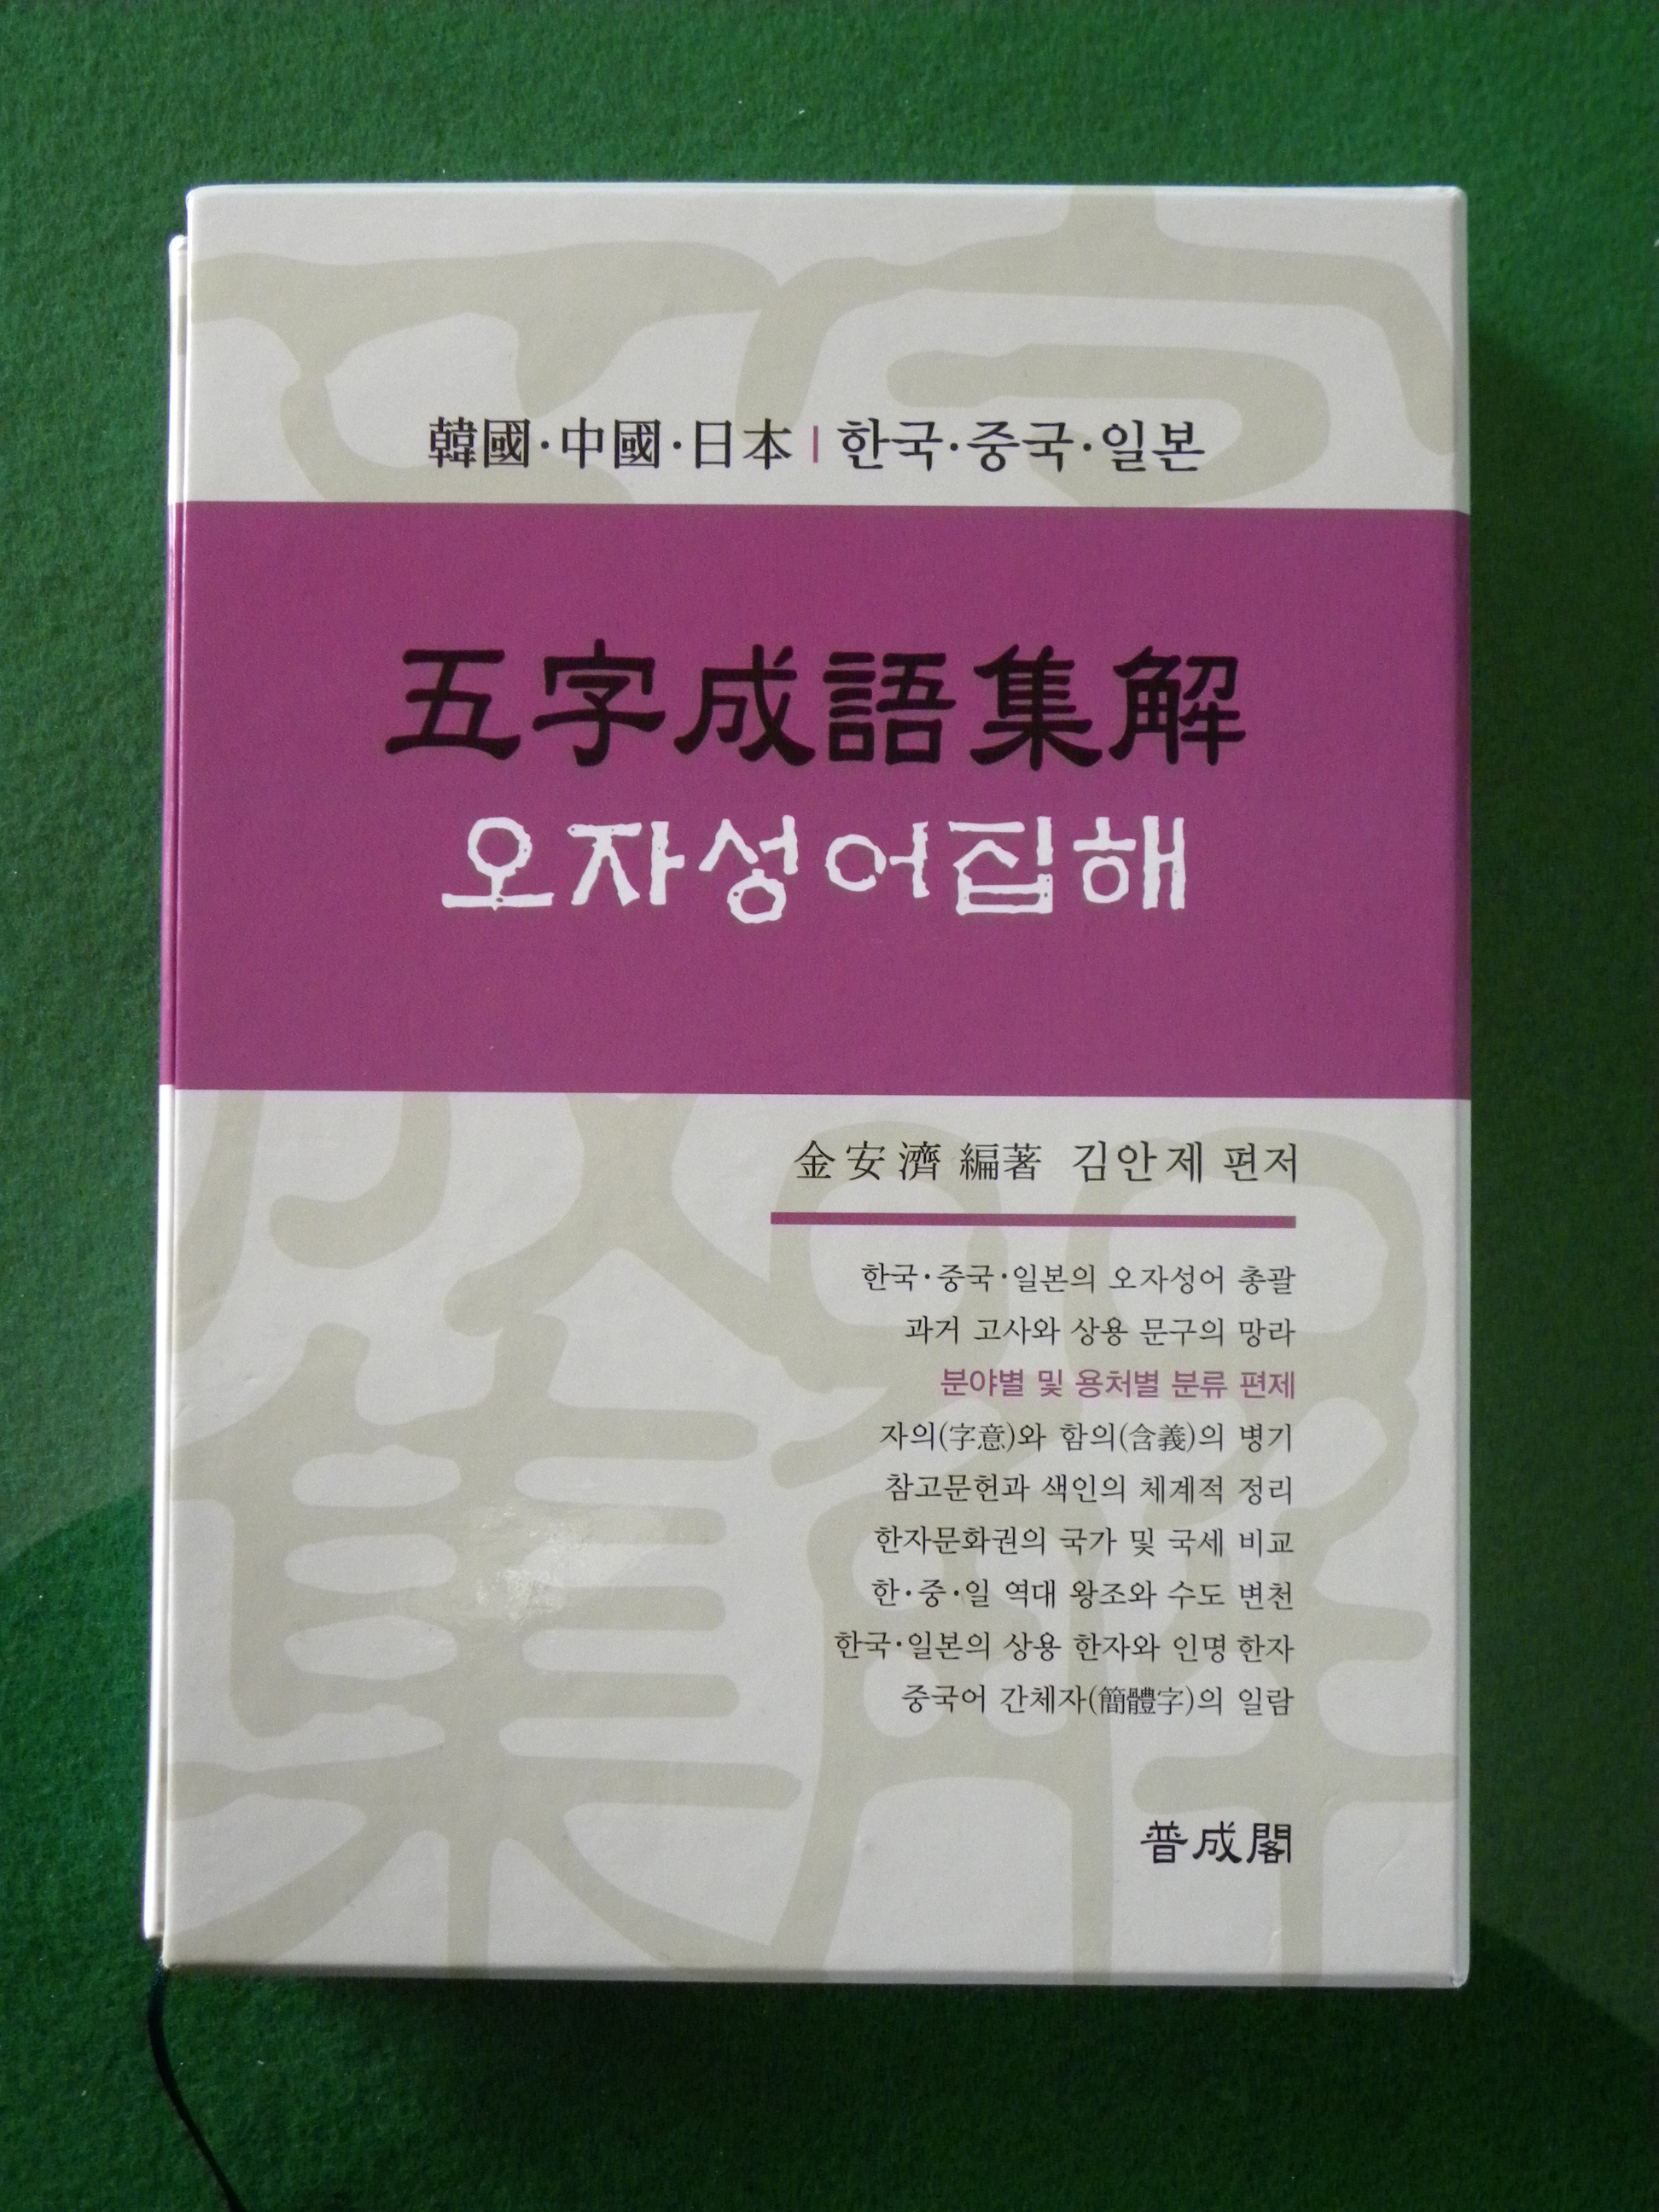 韓國·中國·日本 | 한국·중국·일본
五字成語集解
오자성어집해
金安濟 編著 김안제 편저
한국·중국·일본의 오자성어 총괄
과거 고사와 상용 문구의 망라
분야별 및 용처별 분류 편제
자의(字意)와 함의(含義)의 병기
참고문헌과 색인의 체계적 정리
한자문화권의 국가 및 국세 비교
한·중·일 역대 왕조와 수도 변천
한국·일본의 상용 한자와 인명 한자
중국어 간체자(簡體字)의 일람
普成閣